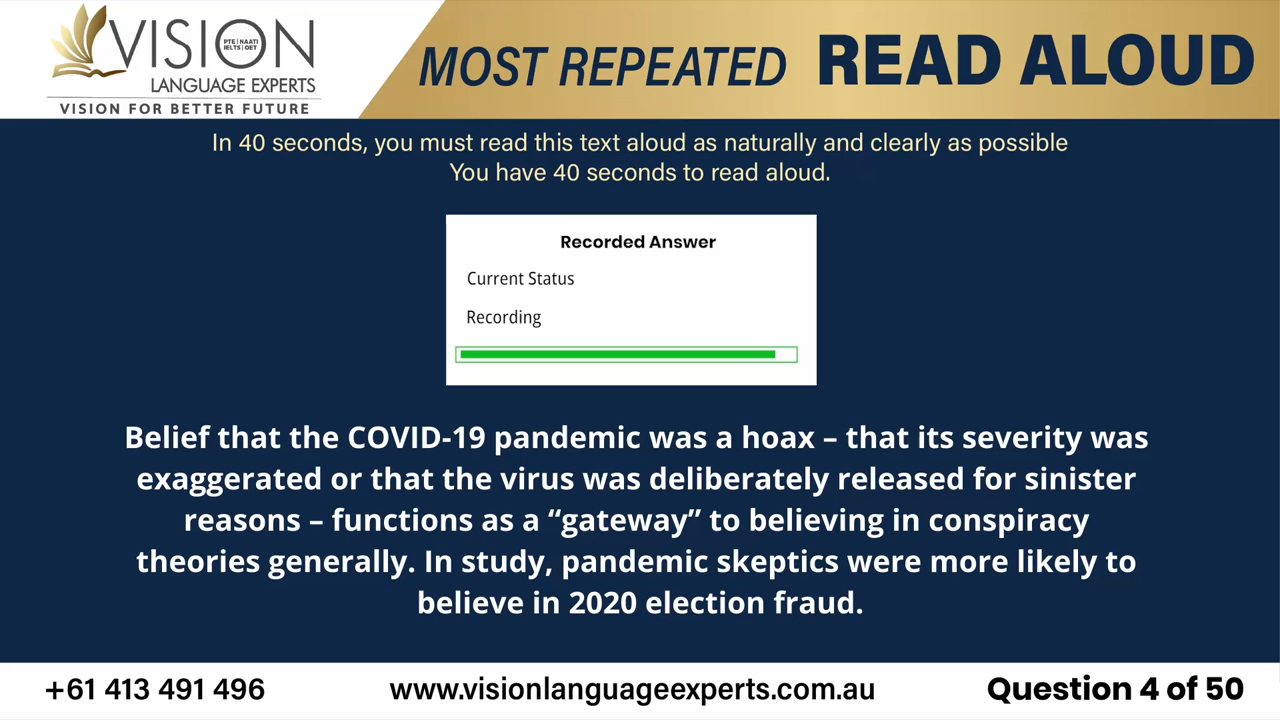 VISION
PTE | NAATI
IELTS | OET
LANGUAGE EXPERTS
VISION FOR BETTER FUTURE
MOST REPEATED READ ALOUD
In 40 seconds, you must read this text aloud as naturally and clearly as possible
You have 40 seconds to read aloud.
Recorded Answer
Current Status
Recording
Belief that the COVID-19 pandemic was a hoax – that its severity was
exaggerated or that the virus was deliberately released for sinister
reasons – functions as a “gateway” to believing in conspiracy
theories generally. In study, pandemic skeptics were more likely to
believe in 2020 election fraud.
+61 413 491 496 www.visionlanguageexperts.com.au Question 4 of 50